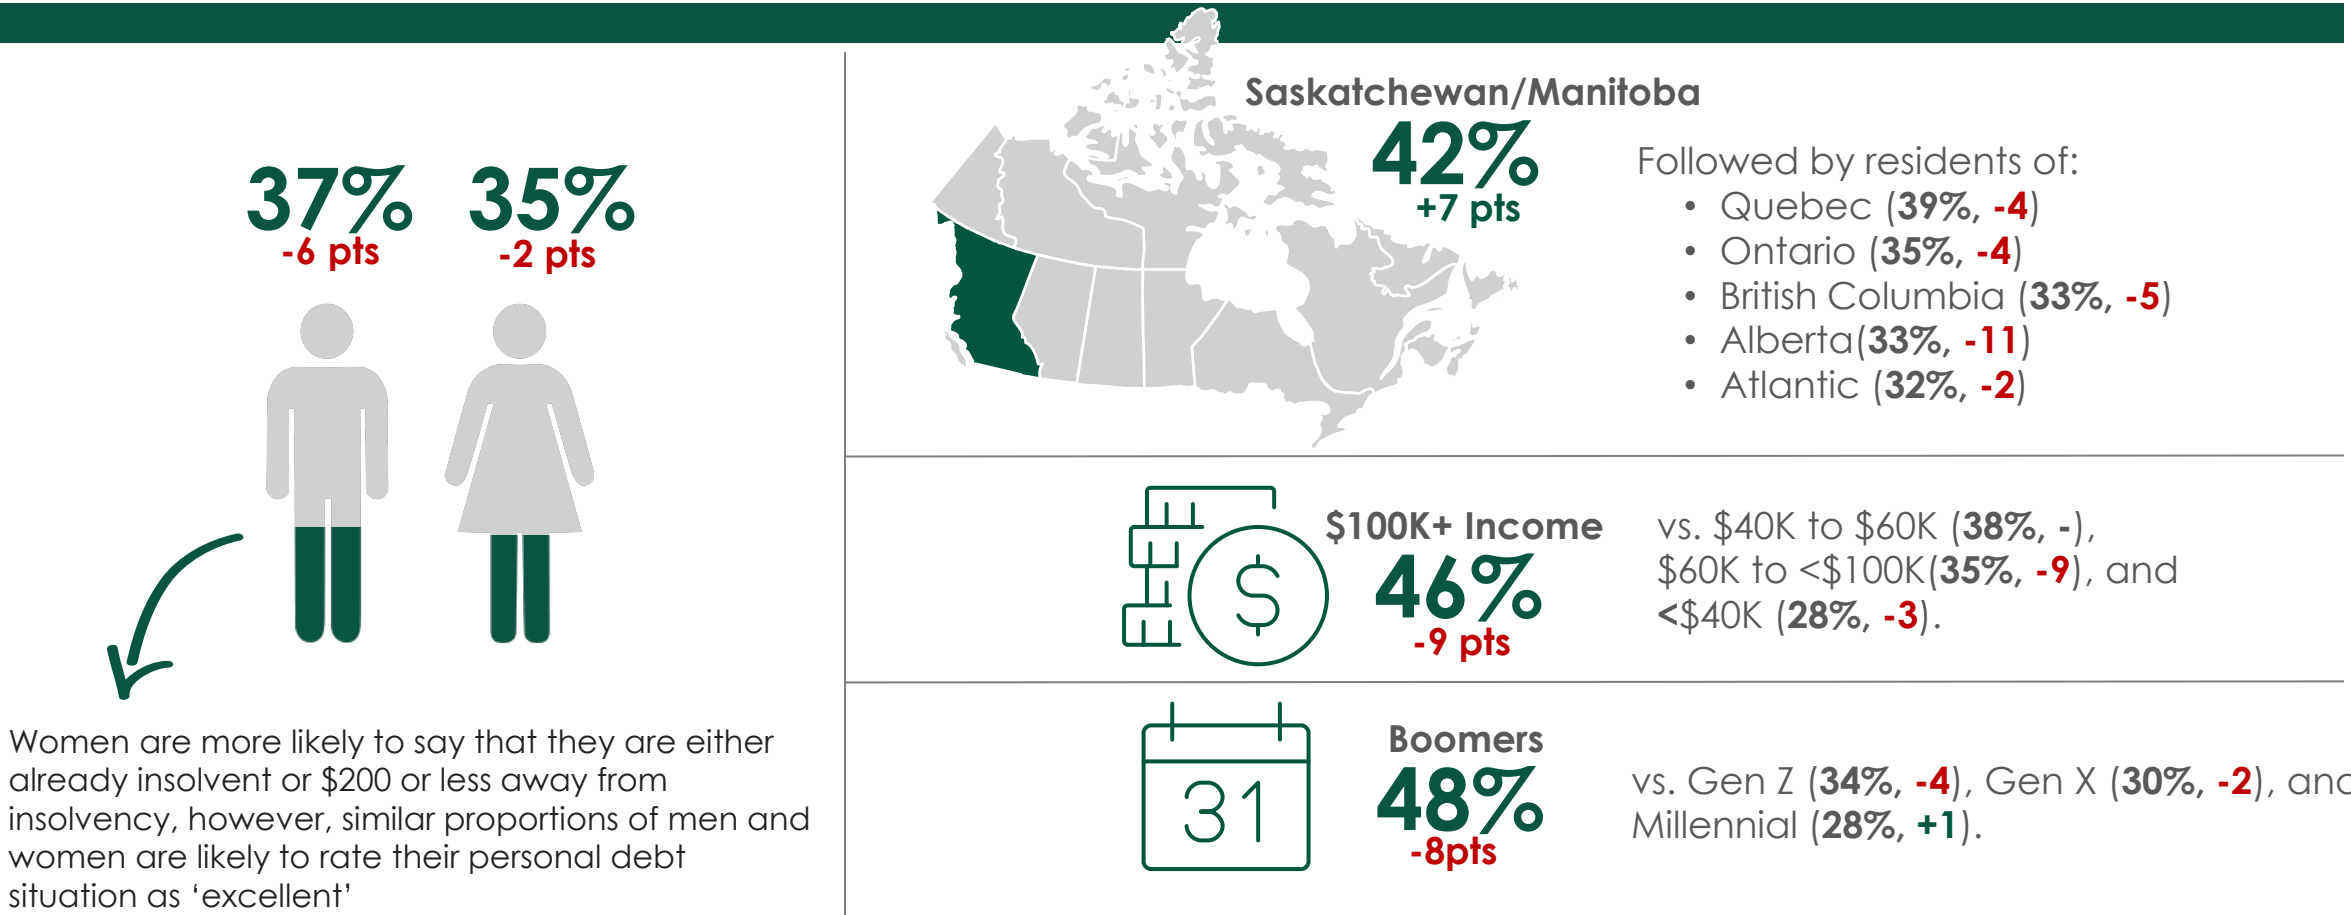 37% 35%
-6 pts -2 pts
Women are more likely to say that they are either
already insolvent or $200 or less away from
insolvency, however, similar proportions of men and
women are likely to rate their personal debt
situation as ‘excellent’
Saskatchewan/Manitoba
42%
+7 pts
Followed by residents of:
• Quebec (39%, -4)
• Ontario (35%, -4)
• British Columbia (33%, -5)
• Alberta(33%, -11)
• Atlantic (32%, -2)
$
$100K+ Income
46%
-9 pts
vs. $40K to $60K (38%, -),
$60K to <$100K(35%, -9), and
<$40K (28%, -3).
31
Boomers
48%
-8pts
vs. Gen Z (34%, -4), Gen X (30%, -2), and
Millennial (28%, +1).